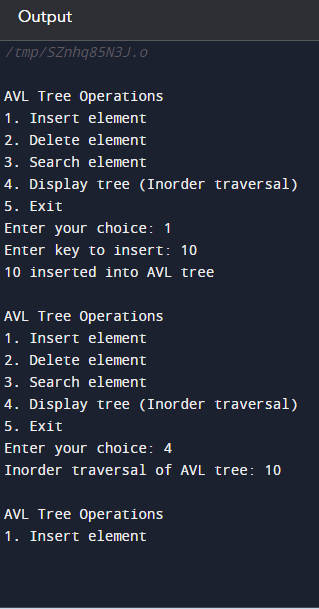 Output
/tmp/SZnhq85N3J.o
AVL Tree Operations
1. Insert element
2. Delete element
3. Search element
4. Display tree (Inorder traversal)
5. Exit
Enter your choice: 1
Enter key to insert: 10
10 inserted into AVL tree
AVL Tree Operations
1. Insert element
2. Delete element
3. Search element
4. Display tree (Inorder traversal)
5. Exit
Enter your choice: 4
Inorder traversal of AVL tree: 10
AVL Tree Operations
1. Insert element